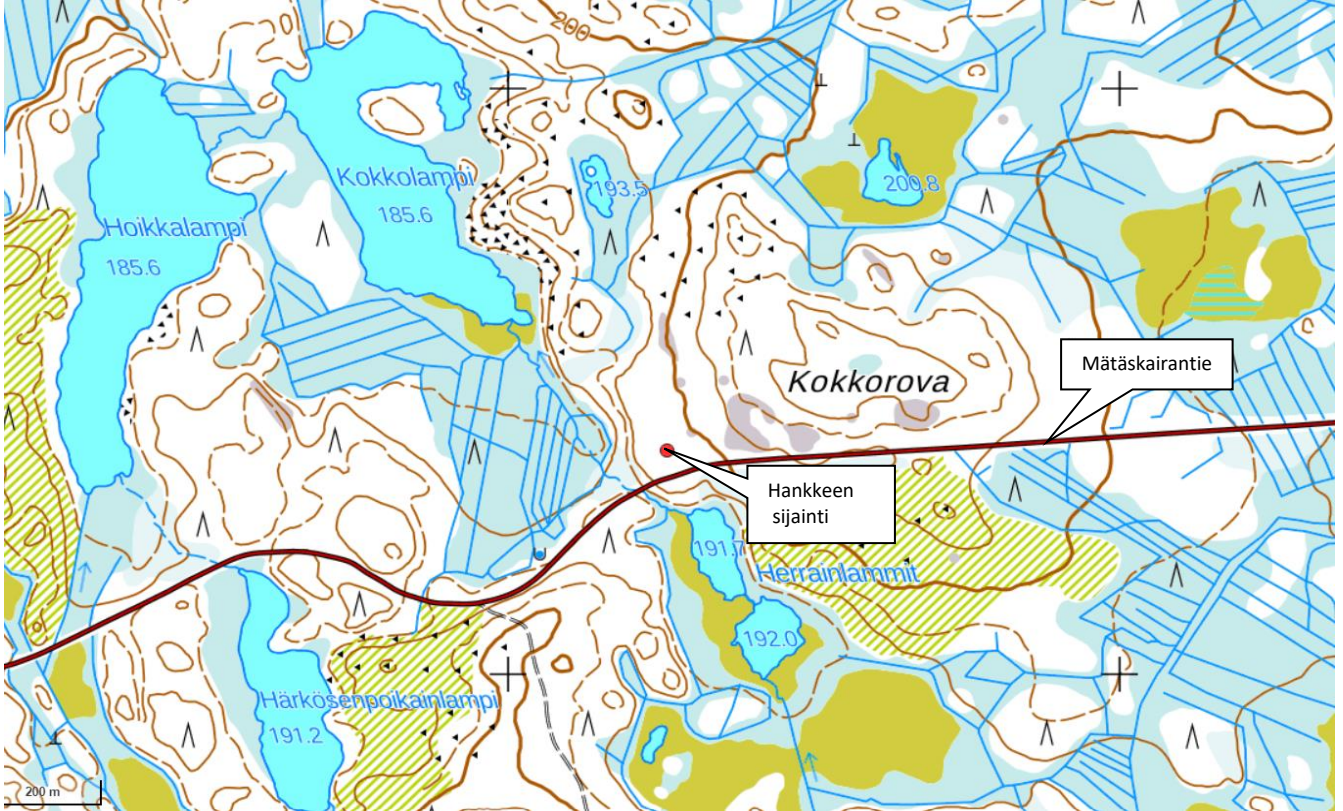 200
Kokkolampi
185.6
193.5
200.8
Hoikkalampi
185.6
Mätäskairantie
Kokkorova
Hankkeen
sijainti
191.7
Herrainlammit
192.0
Härkösenpoikainlampi
191.2
200 m